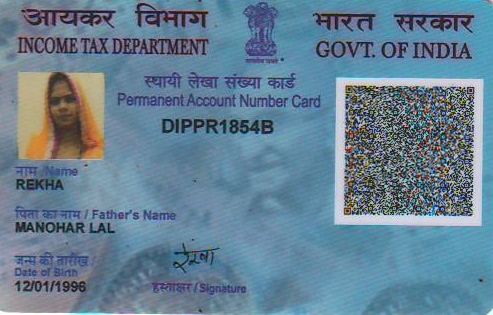 आयकर विभाग
INCOME TAX DEPARTMENT
भारत सरकार
GOVT. OF INDIA
स्थायी लेखा संख्या कार्ड
Permanent Account Number Card
DIPPR1854B
नाम / Name
REKHA
पिता का नाम / Father's Name
MANOHAR LAL
जन्म की तारीख /
Date of Birth
12/01/1996
रेखा
हस्ताक्षर / Signature